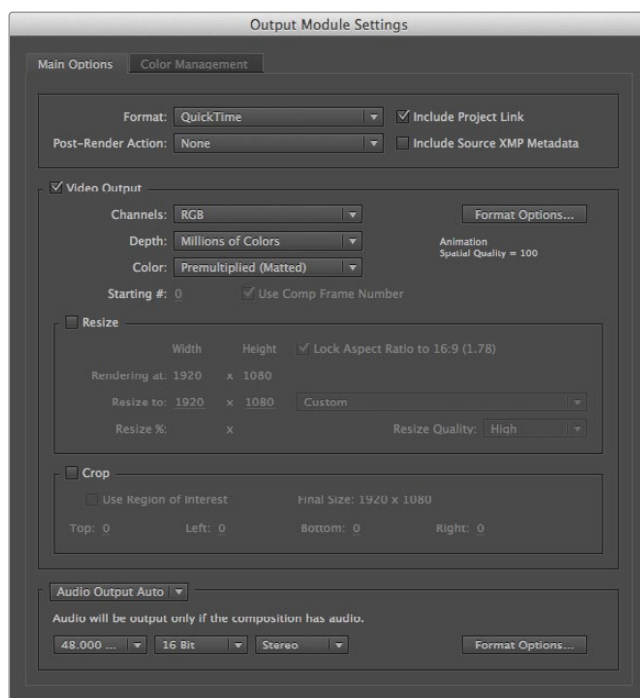 Output Module Settings
Main Options Color Management
Format: QuickTime Include Project Link
Post-Render Action: None Include Source XMP Metadata
Video Output
Channels: RGB Format Options...
Depth: Millions of Colors Animation
Spatial Quality = 100
Color: Premultiplied (Matted)
Starting #: 0 Use Comp Frame Number
Resize
Width Height Lock Aspect Ratio to 16:9 (1.78)
Rendering at: 1920 x 1080
Resize to: 1920 x 1080 Custom
Resize %: x Resize Quality: High
Crop
Use Region of Interest Final Size: 1920 x 1080
Top: 0 Left: 0 Bottom: 0 Right: 0
Audio Output Auto
Audio will be output only if the composition has audio.
48.000 ... 16 Bit Stereo Format Options...